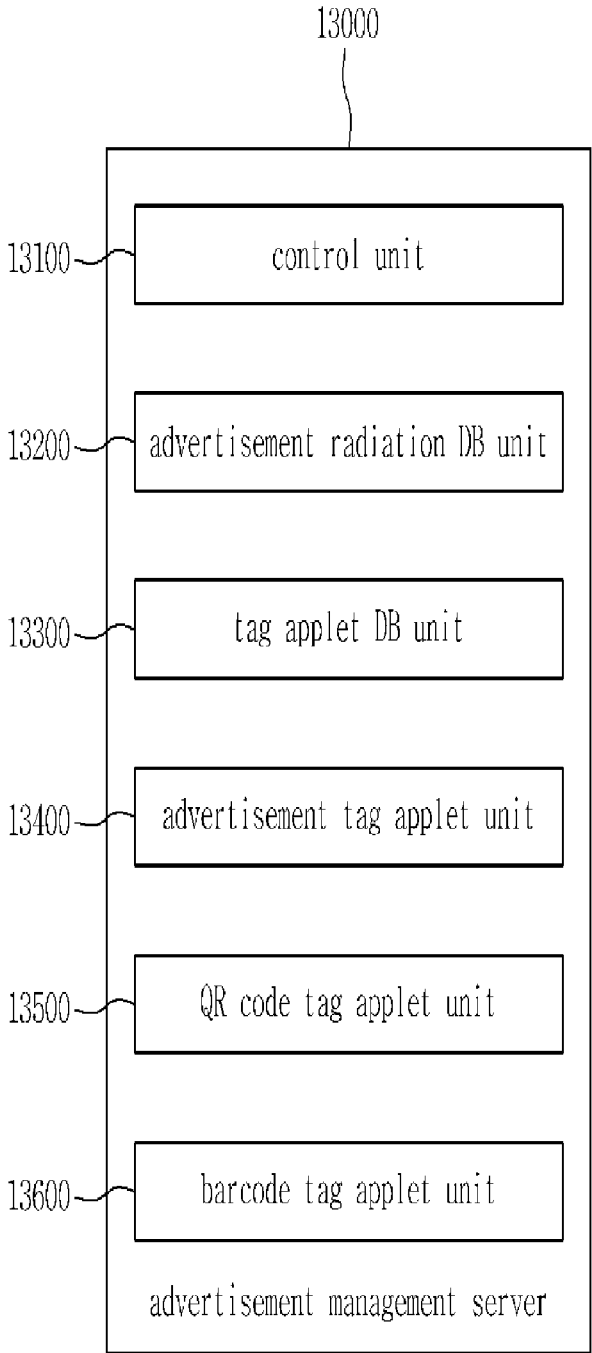 13000
13100 control unit
13200 advertisement radiation DB unit
13300 tag applet DB unit
13400 advertisement tag applet unit
13500 QR code tag applet unit
13600 barcode tag applet unit
advertisement management server